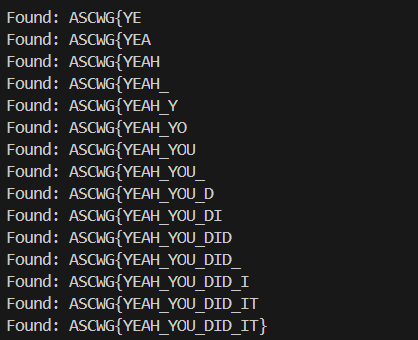 Found: ASCWG{YE
Found: ASCWG{YEA
Found: ASCWG{YEAH
Found: ASCWG{YEAH_
Found: ASCWG{YEAH_Y
Found: ASCWG{YEAH_YO
Found: ASCWG{YEAH_YOU
Found: ASCWG{YEAH_YOU_
Found: ASCWG{YEAH_YOU_D
Found: ASCWG{YEAH_YOU_DI
Found: ASCWG{YEAH_YOU_DID
Found: ASCWG{YEAH_YOU_DID_
Found: ASCWG{YEAH_YOU_DID_I
Found: ASCWG{YEAH_YOU_DID_IT
Found: ASCWG{YEAH_YOU_DID_IT}